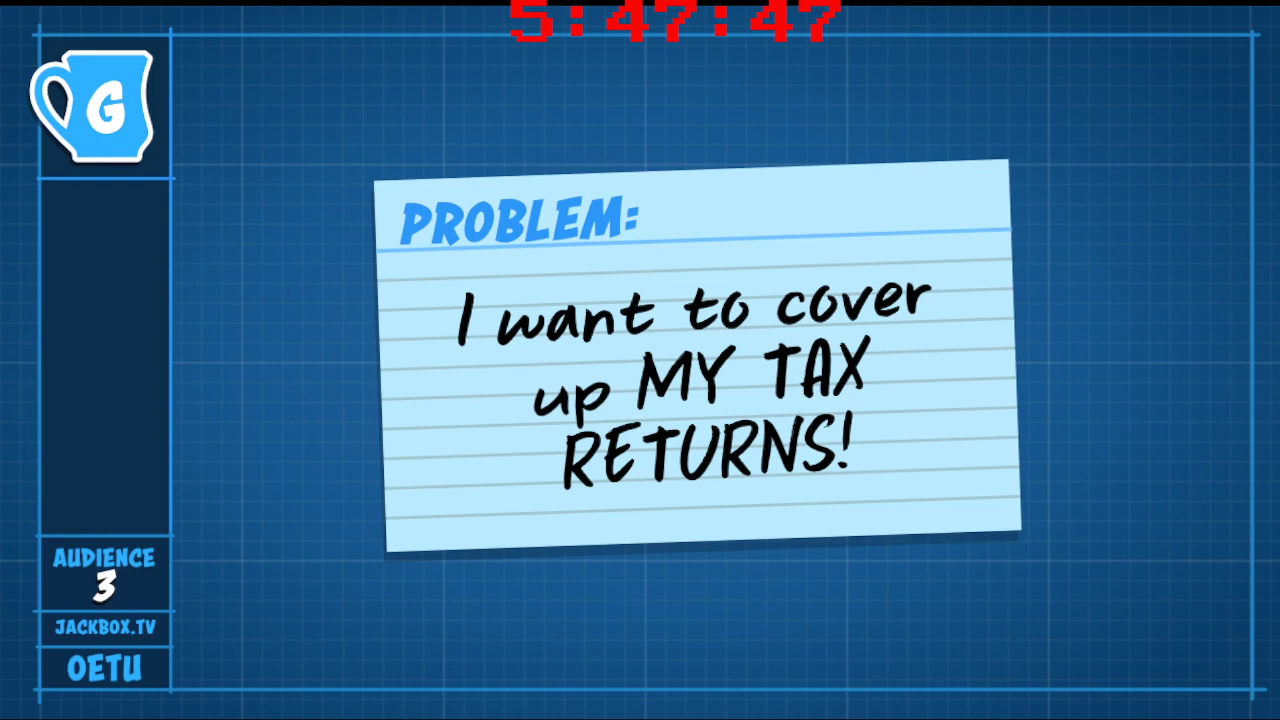 5:47:47
G
PROBLEM:
I want to cover
up MY TAX
RETURNS!
AUDIENCE
3
JACKBOX.TV
OETU